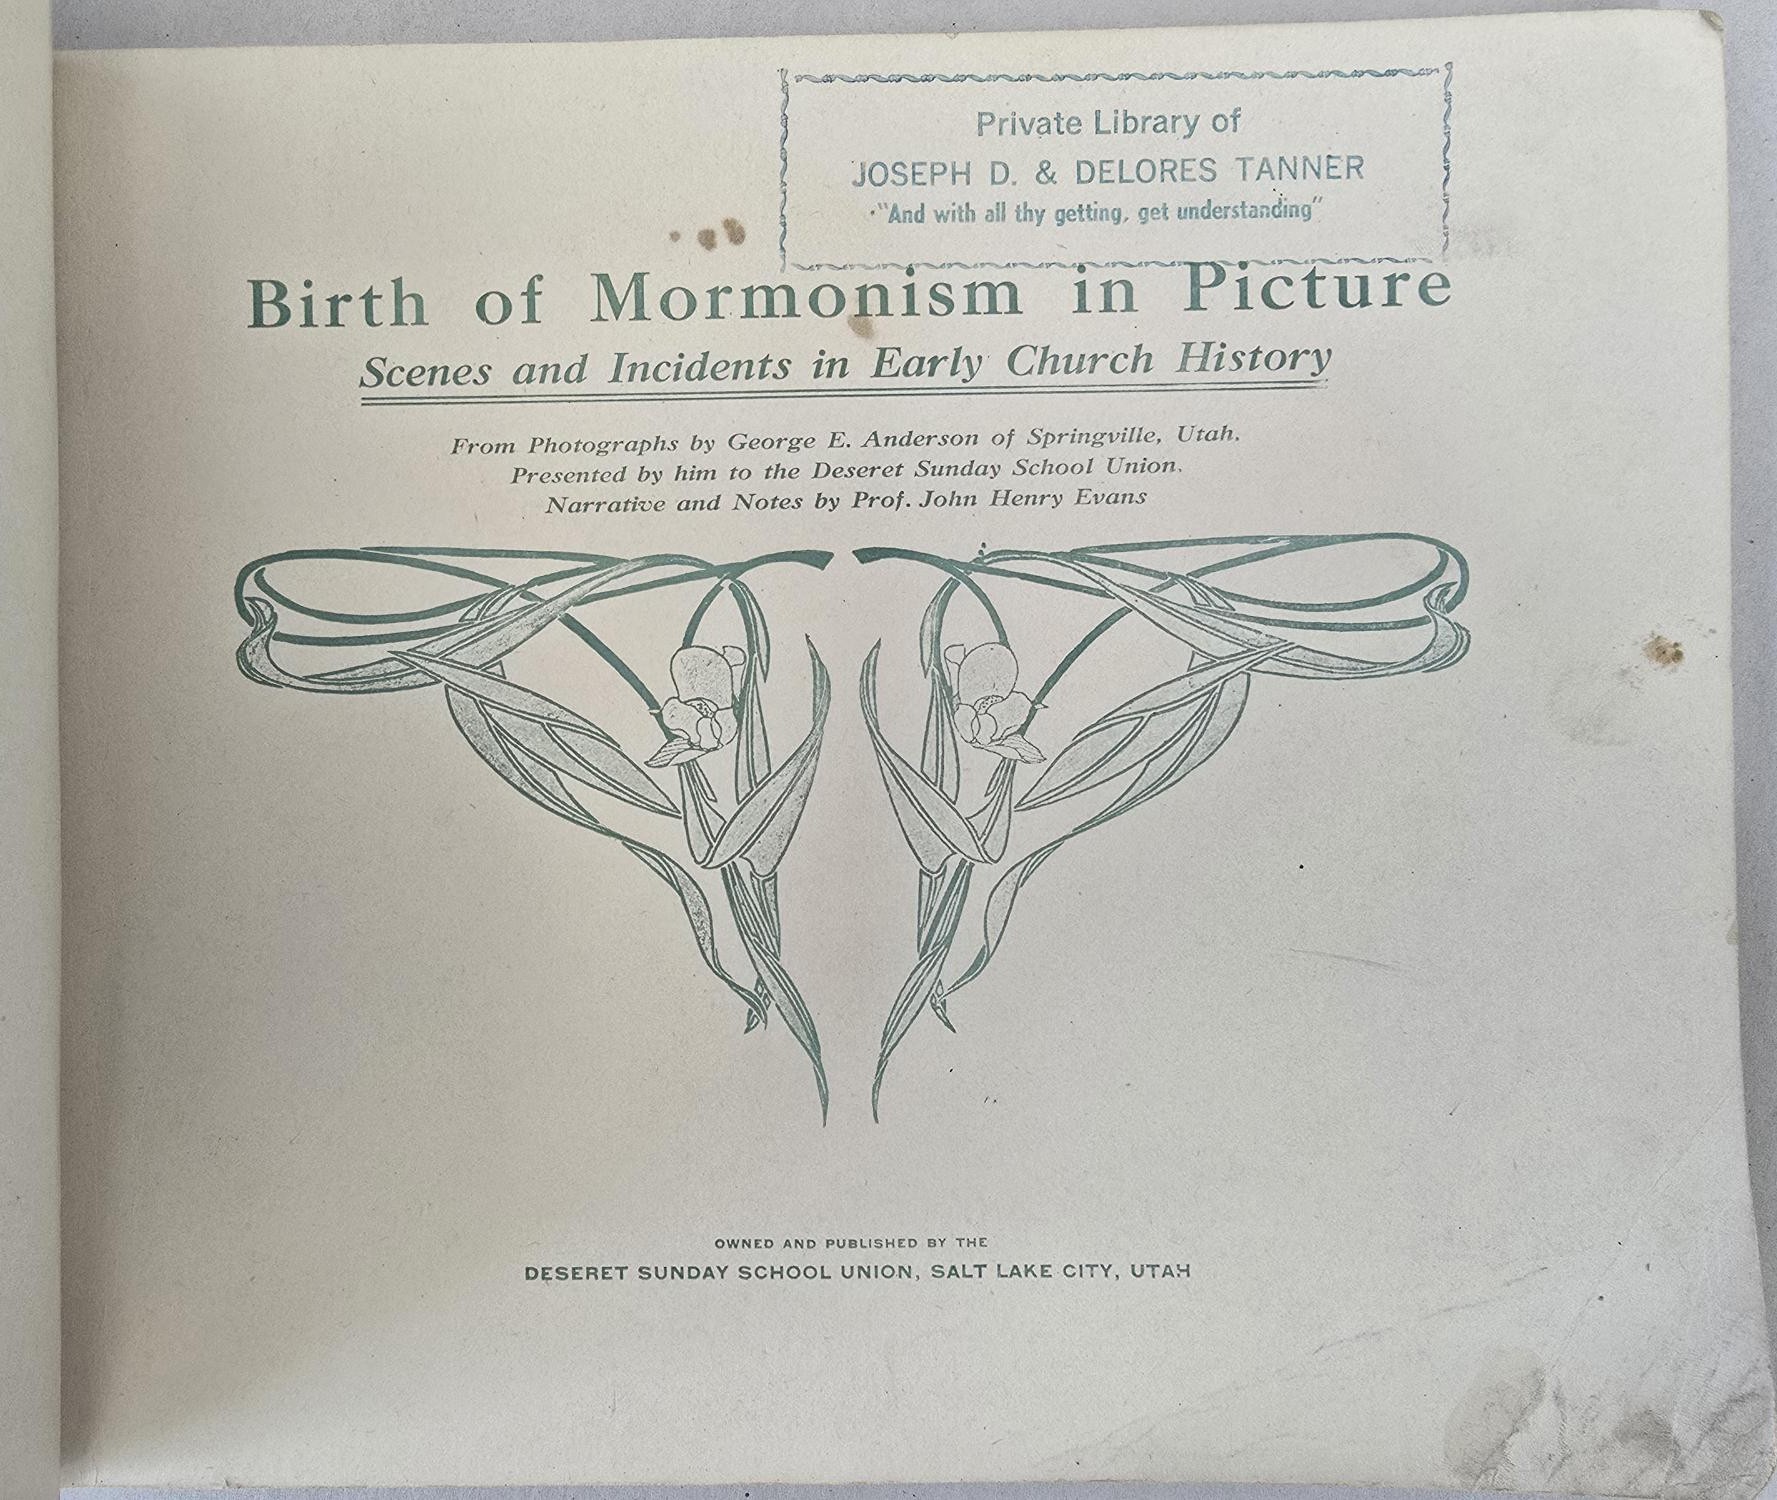 Private Library of
JOSEPH D. & DELORES TANNER
"And with all thy getting, get understanding"
Birth of Mormonism in Picture
Scenes and Incidents in Early Church History
From Photographs by George E. Anderson of Springville, Utah.
Presented by him to the Deseret Sunday School Union.
Narrative and Notes by Prof. John Henry Evans
OWNED AND PUBLISHED BY THE
DESERET SUNDAY SCHOOL UNION, SALT LAKE CITY, UTAH